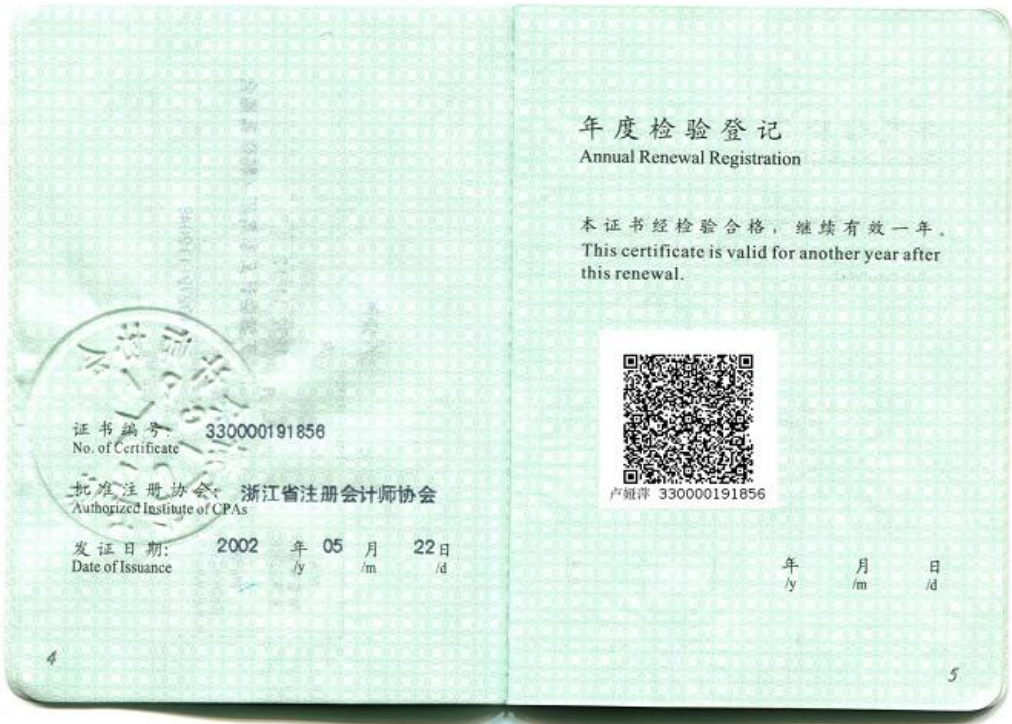 证书编号:
330000191856
No. of Certificate
批准注册协会:
浙江省注册会计师协会
Authorized Institute of CPAs
发证日期:
2002 年 05 月 22日
Date of Issuance /y /m /d
4
年度检验登记
Annual Renewal Registration
本证书经检验合格，继续有效一年。
This certificate is valid for another year after
this renewal.
卢娅萍 330000191856
年 月 日
/y /m /d
5